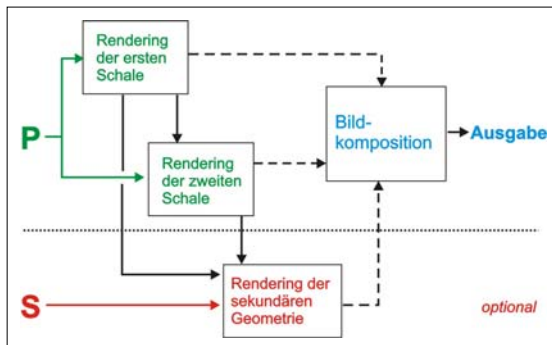 Rendering
der ersten
Schale
P
Rendering
der zweiten
Schale
Bild-
komposition
Ausgabe
S
Rendering der
sekundären
Geometrie
optional